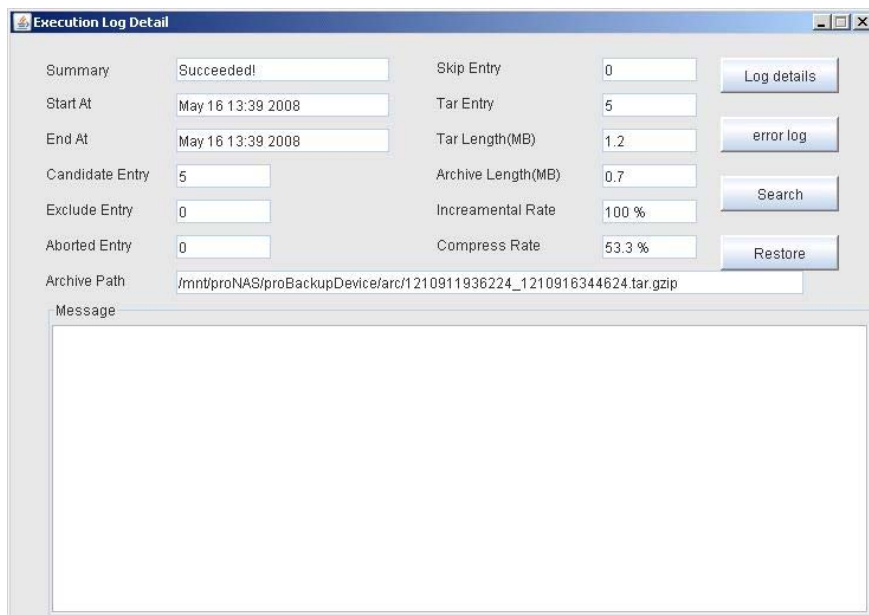 Execution Log Detail
Summary Succeeded! Skip Entry 0 Log details
Start At May 16 13:39 2008 Tar Entry 5
End At May 16 13:39 2008 Tar Length(MB) 1.2 error log
Candidate Entry 5 Archive Length(MB) 0.7
Exclude Entry 0 Increamental Rate 100 % Search
Aborted Entry 0 Compress Rate 53.3 % Restore
Archive Path /mnt/proNAS/proBackupDevice/arc/1210911936224_1210916344624.tar.gzip
Message